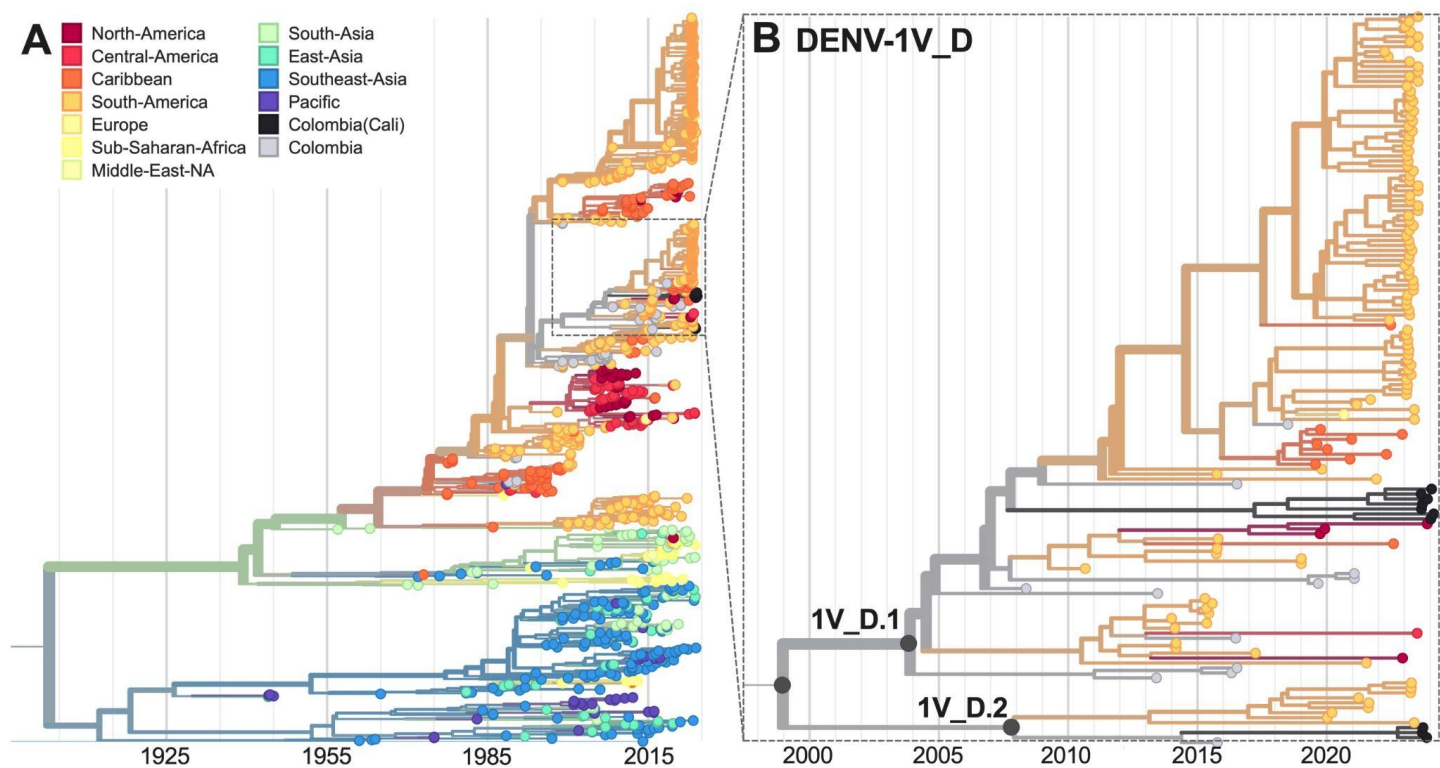 A
North-America
Central-America
Caribbean
South-America
Europe
Sub-Saharan-Africa
Middle-East-NA
South-Asia
East-Asia
Southeast-Asia
Pacific
Colombia(Cali)
Colombia
1925
1955
1985
2015
B DENV-1V_D
1V_D.1
1V_D.2
2000
2005
2010
2015
2020